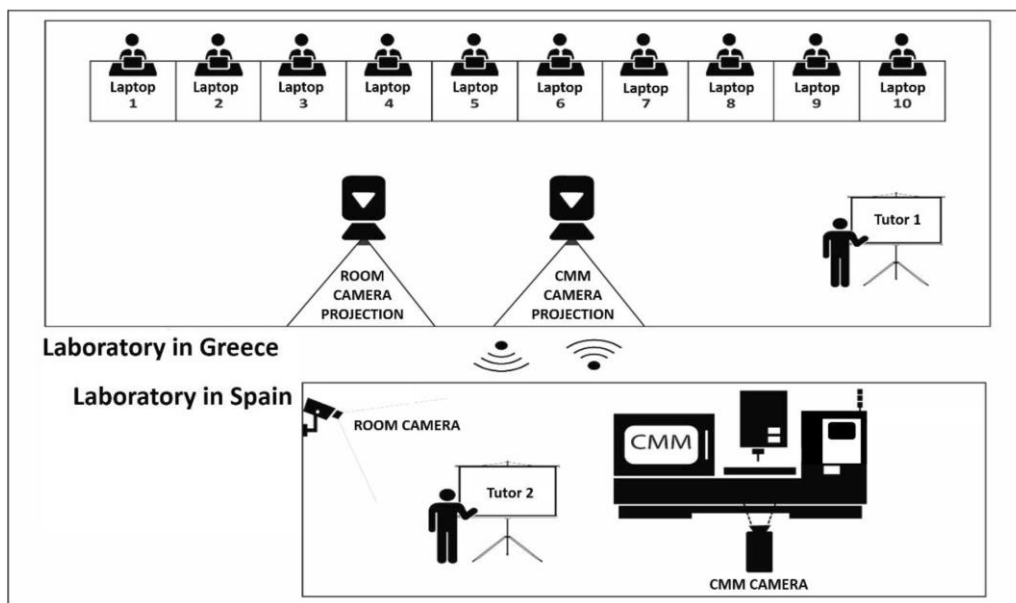 Laptop 1
Laptop 2
Laptop 3
Laptop 4
Laptop 5
Laptop 6
Laptop 7
Laptop 8
Laptop 9
Laptop 10
Tutor 1
ROOM
CAMERA
PROJECTION
CMM
CAMERA
PROJECTION
Laboratory in Greece
Laboratory in Spain
ROOM CAMERA
CMM
Tutor 2
CMM CAMERA